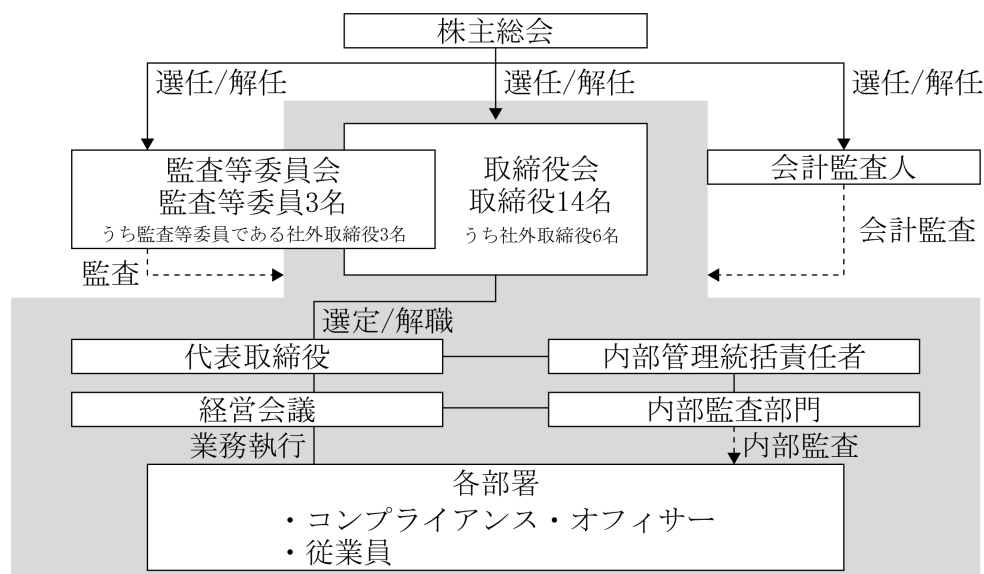 株主総会
選任/解任
選任/解任
選任/解任
監査等委員会
監査等委員3名
うち監査等委員である社外取締役3名
取締役会
取締役14名
うち社外取締役6名
会計監査人
会計監査
監査
選定/解職
代表取締役
内部管理統括責任者
経営会議
内部監査部門
業務執行
内部監査
各部署
・コンプライアンス・オフィサー
・従業員